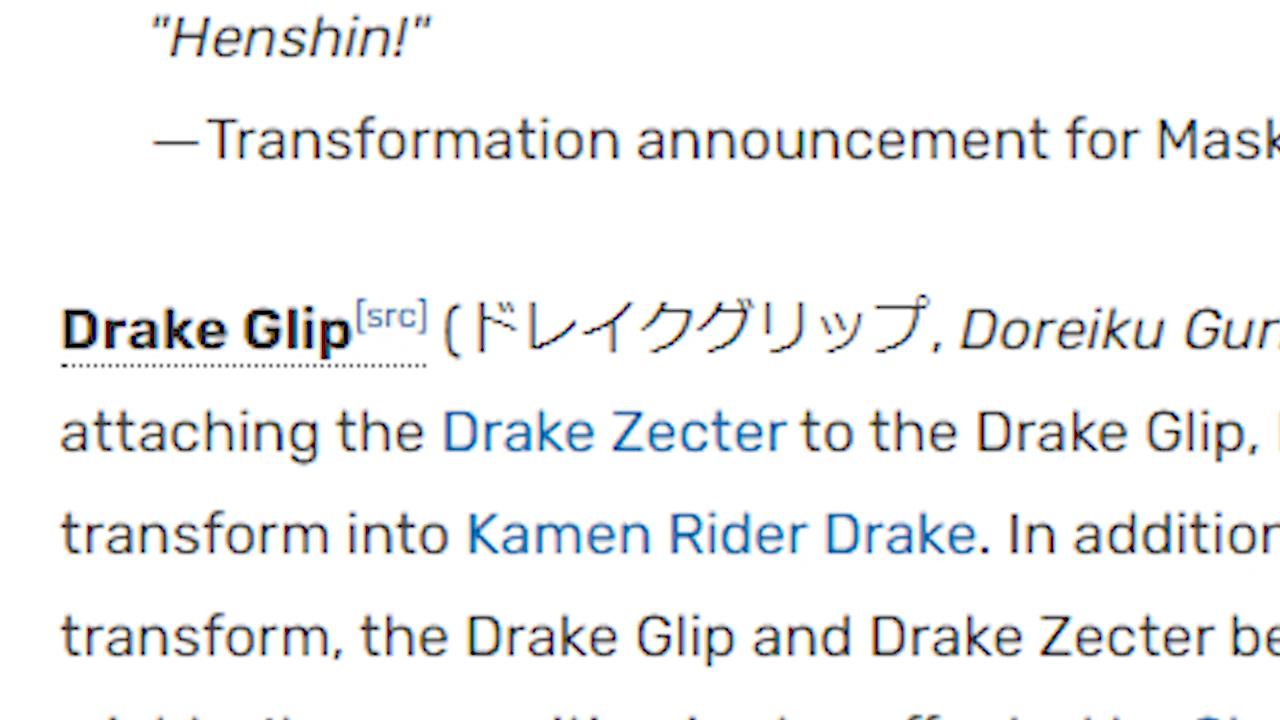 "Henshin!"
—Transformation announcement for Mask
Drake Glip[src] (ドレイクグリップ, Doreiku Gun
attaching the Drake Zecter to the Drake Glip,
transform into Kamen Rider Drake. In addition
transform, the Drake Glip and Drake Zecter be